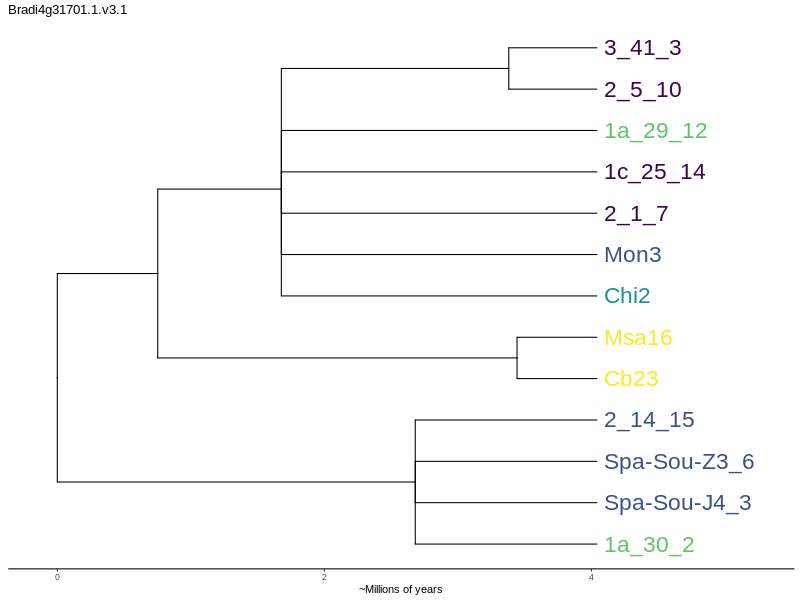 Bradi4g31701.1.v3.1
3_41_3
2_5_10
1a_29_12
1c_25_14
2_1_7
Mon3
Chi2
Msa16
Cb23
2_14_15
Spa-Sou-Z3_6
Spa-Sou-J4_3
1a_30_2
0 2 4
~Millions of years